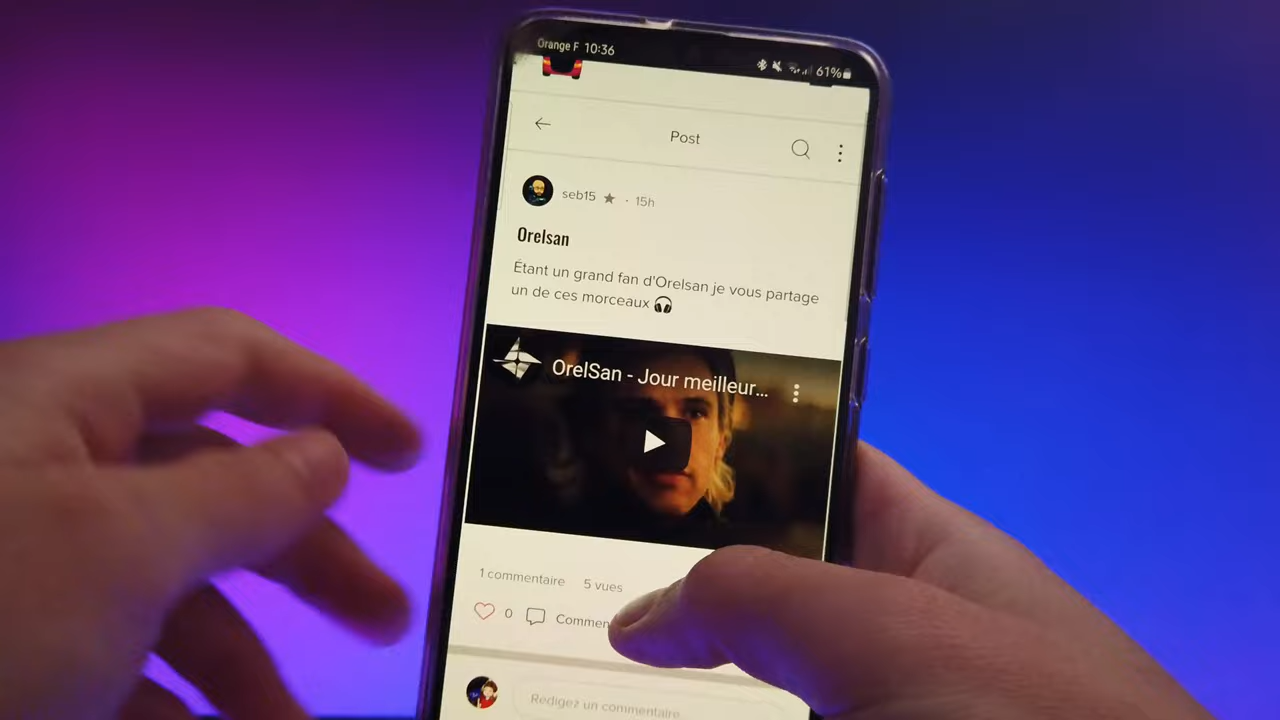 Orange F 10:36
61%
Post
seb15 ★ · 15h
Orelsan
Étant un grand fan d'Orelsan je vous partage
un de ces morceaux 🎧
OrelSan - Jour meilleur...
1 commentaire 5 vues
0 Commen
Rédigez un commentaire